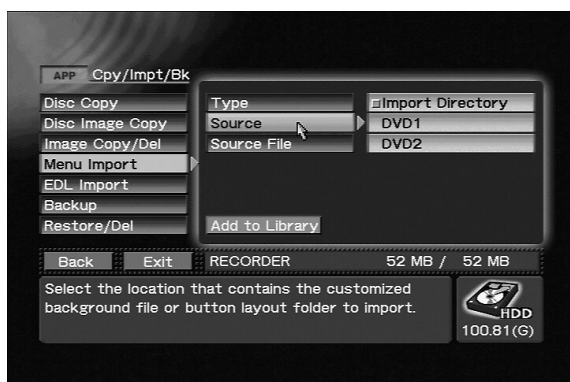 APP Cpy/Impt/Bk
Disc Copy
Disc Image Copy
Image Copy/Del
Menu Import
EDL Import
Backup
Restore/Del
Type
Source
Source File
Import Directory
DVD1
DVD2
Add to Library
Back Exit RECORDER 52 MB / 52 MB
Select the location that contains the customized
background file or button layout folder to import.
HDD
100.81(G)